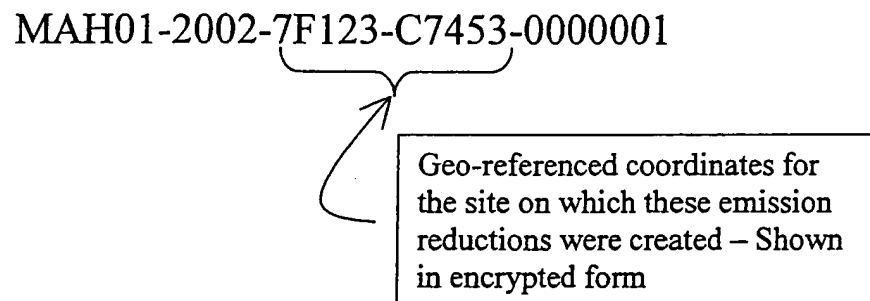 MAH01-2002-7F123-C7453-0000001
Geo-referenced coordinates for
the site on which these emission
reductions were created – Shown
in encrypted form